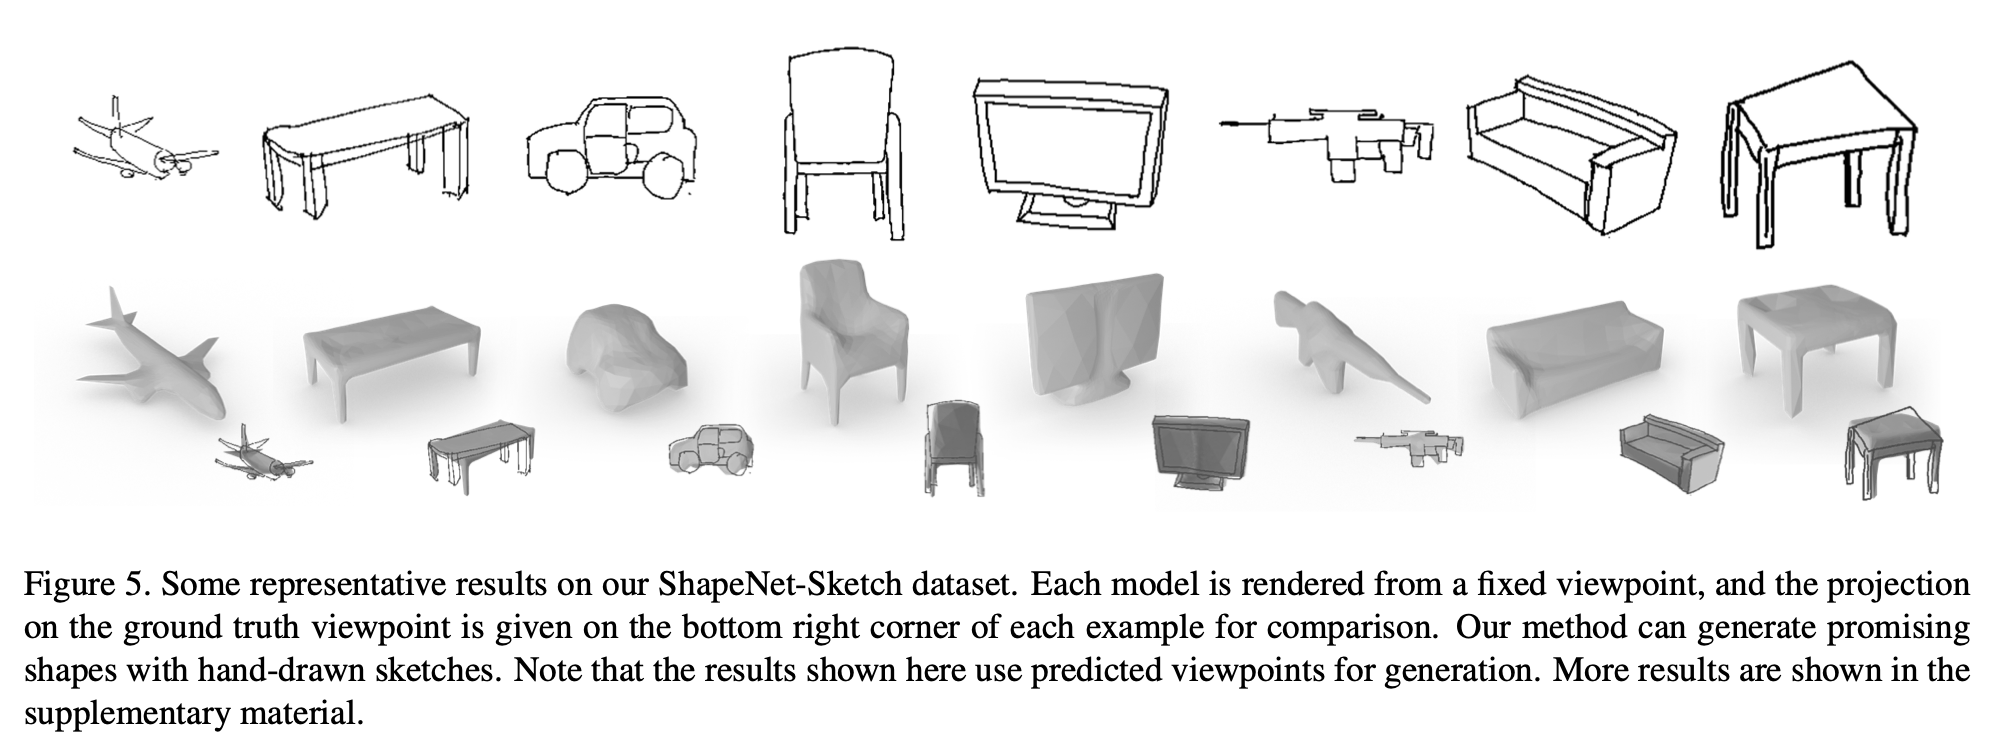 Figure 5. Some representative results on our ShapeNet-Sketch dataset. Each model is rendered from a fixed viewpoint, and the projection
on the ground truth viewpoint is given on the bottom right corner of each example for comparison. Our method can generate promising
shapes with hand-drawn sketches. Note that the results shown here use predicted viewpoints for generation. More results are shown in the
supplementary material.